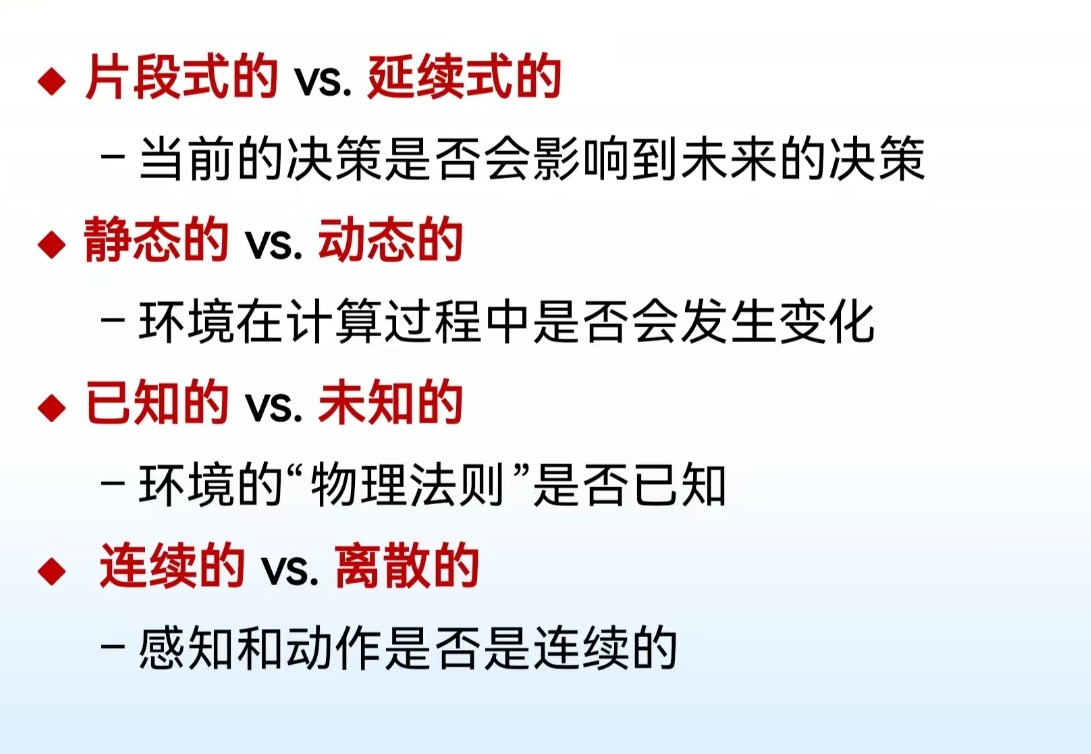 ◆ 片段式的 vs. 延续式的
– 当前的决策是否会影响到未来的决策
◆ 静态的 vs. 动态的
– 环境在计算过程中是否会发生变化
◆ 已知的 vs. 未知的
– 环境的“物理法则”是否已知
◆ 连续的 vs. 离散的
– 感知和动作是否是连续的